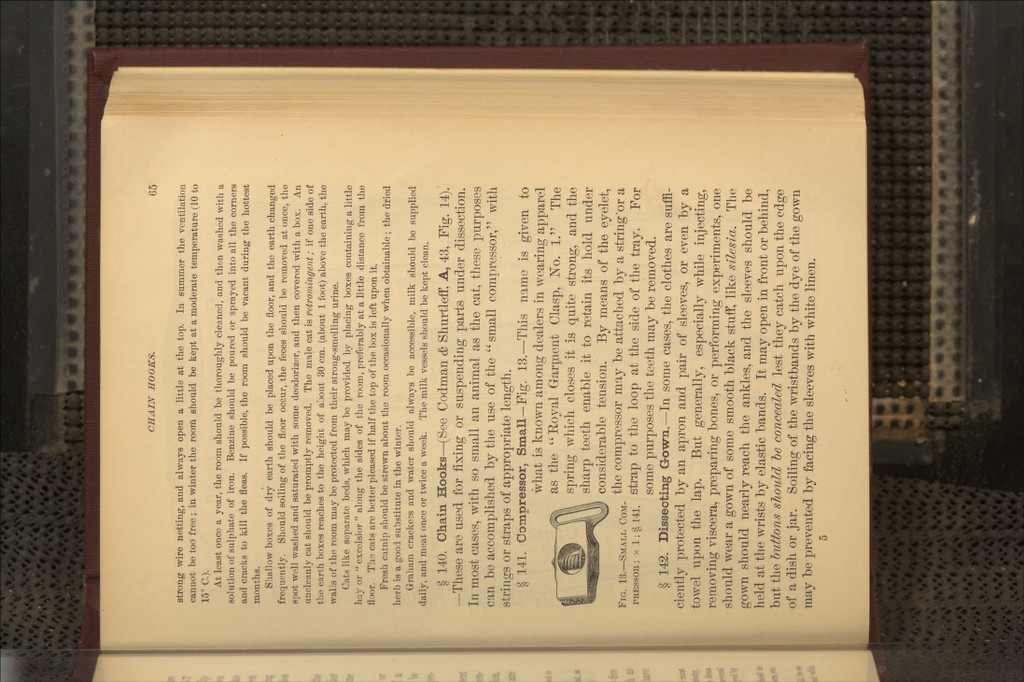 CHAIN HOOKS. 65
strong wire netting, and always open a little at the top. In summer the ventilation
cannot be too free; in winter the room should be kept at a moderate temperature (10 to
15° C.).
At least once a year, the room should be thoroughly cleaned, and then washed with a
solution of sulphate of iron. Benzine should be poured or sprayed into all the corners
and cracks to kill the fleas. If possible, the room should be vacant during the hottest
months.
Shallow boxes of dry earth should be placed upon the floor, and the earth changed
frequently. Should soiling of the floor occur, the feces should be removed at once, the
spot well washed and saturated with some deodorizer, and then covered with a box. An
uncleanly cat should be promptly removed. The male cat is retromingent; if one side of
the earth boxes reaches to the height of about 30 cm. (about 1 foot) above the earth, the
walls of the room may be protected from their strong-smelling urine.
Cats like separate beds, which may be provided by placing boxes containing a little
hay or "excelsior" along the sides of the room, preferably at a little distance from the
floor. The cats are better pleased if half the top of the box is left upon it.
Fresh catnip should be strewn about the room occasionally when obtainable; the dried
herb is a good substitute in the winter.
Graham crackers and water should always be accessible, milk should be supplied
daily, and meat once or twice a week. The milk vessels should be kept clean.
§ 140. Chain Hooks—(See Codman & Shurtleff, A, 43, Fig. 14).
—These are used for fixing or suspending parts under dissection.
In most cases, with so small an animal as the cat, these purposes
can be accomplished by the use of the "small compressor," with
strings or straps of appropriate length.
§ 141. Compressor, Small—Fig. 13.—This name is given to
what is known among dealers in wearing apparel
as the "Royal Garment Clasp, No. 1." The
spring which closes it is quite strong, and the
sharp teeth enable it to retain its hold under
considerable tension. By means of the eyelet,
the compressor may be attached by a string or a
strap to the loop at the side of the tray. For
some purposes the teeth may be removed.
FIG. 13.—SMALL COM-
PRESSOR; × 1; § 141.
§ 142. Dissecting Gown.—In some cases, the clothes are suffi-
ciently protected by an apron and pair of sleeves, or even by a
towel upon the lap. But generally, especially while injecting,
removing viscera, preparing bones, or performing experiments, one
should wear a gown of some smooth black stuff, like silesia. The
gown should nearly reach the ankles, and the sleeves should be
held at the wrists by elastic bands. It may open in front or behind,
but the buttons should be concealed lest they catch upon the edge
of a dish or jar. Soiling of the wristbands by the dye of the gown
may be prevented by facing the sleeves with white linen.
5